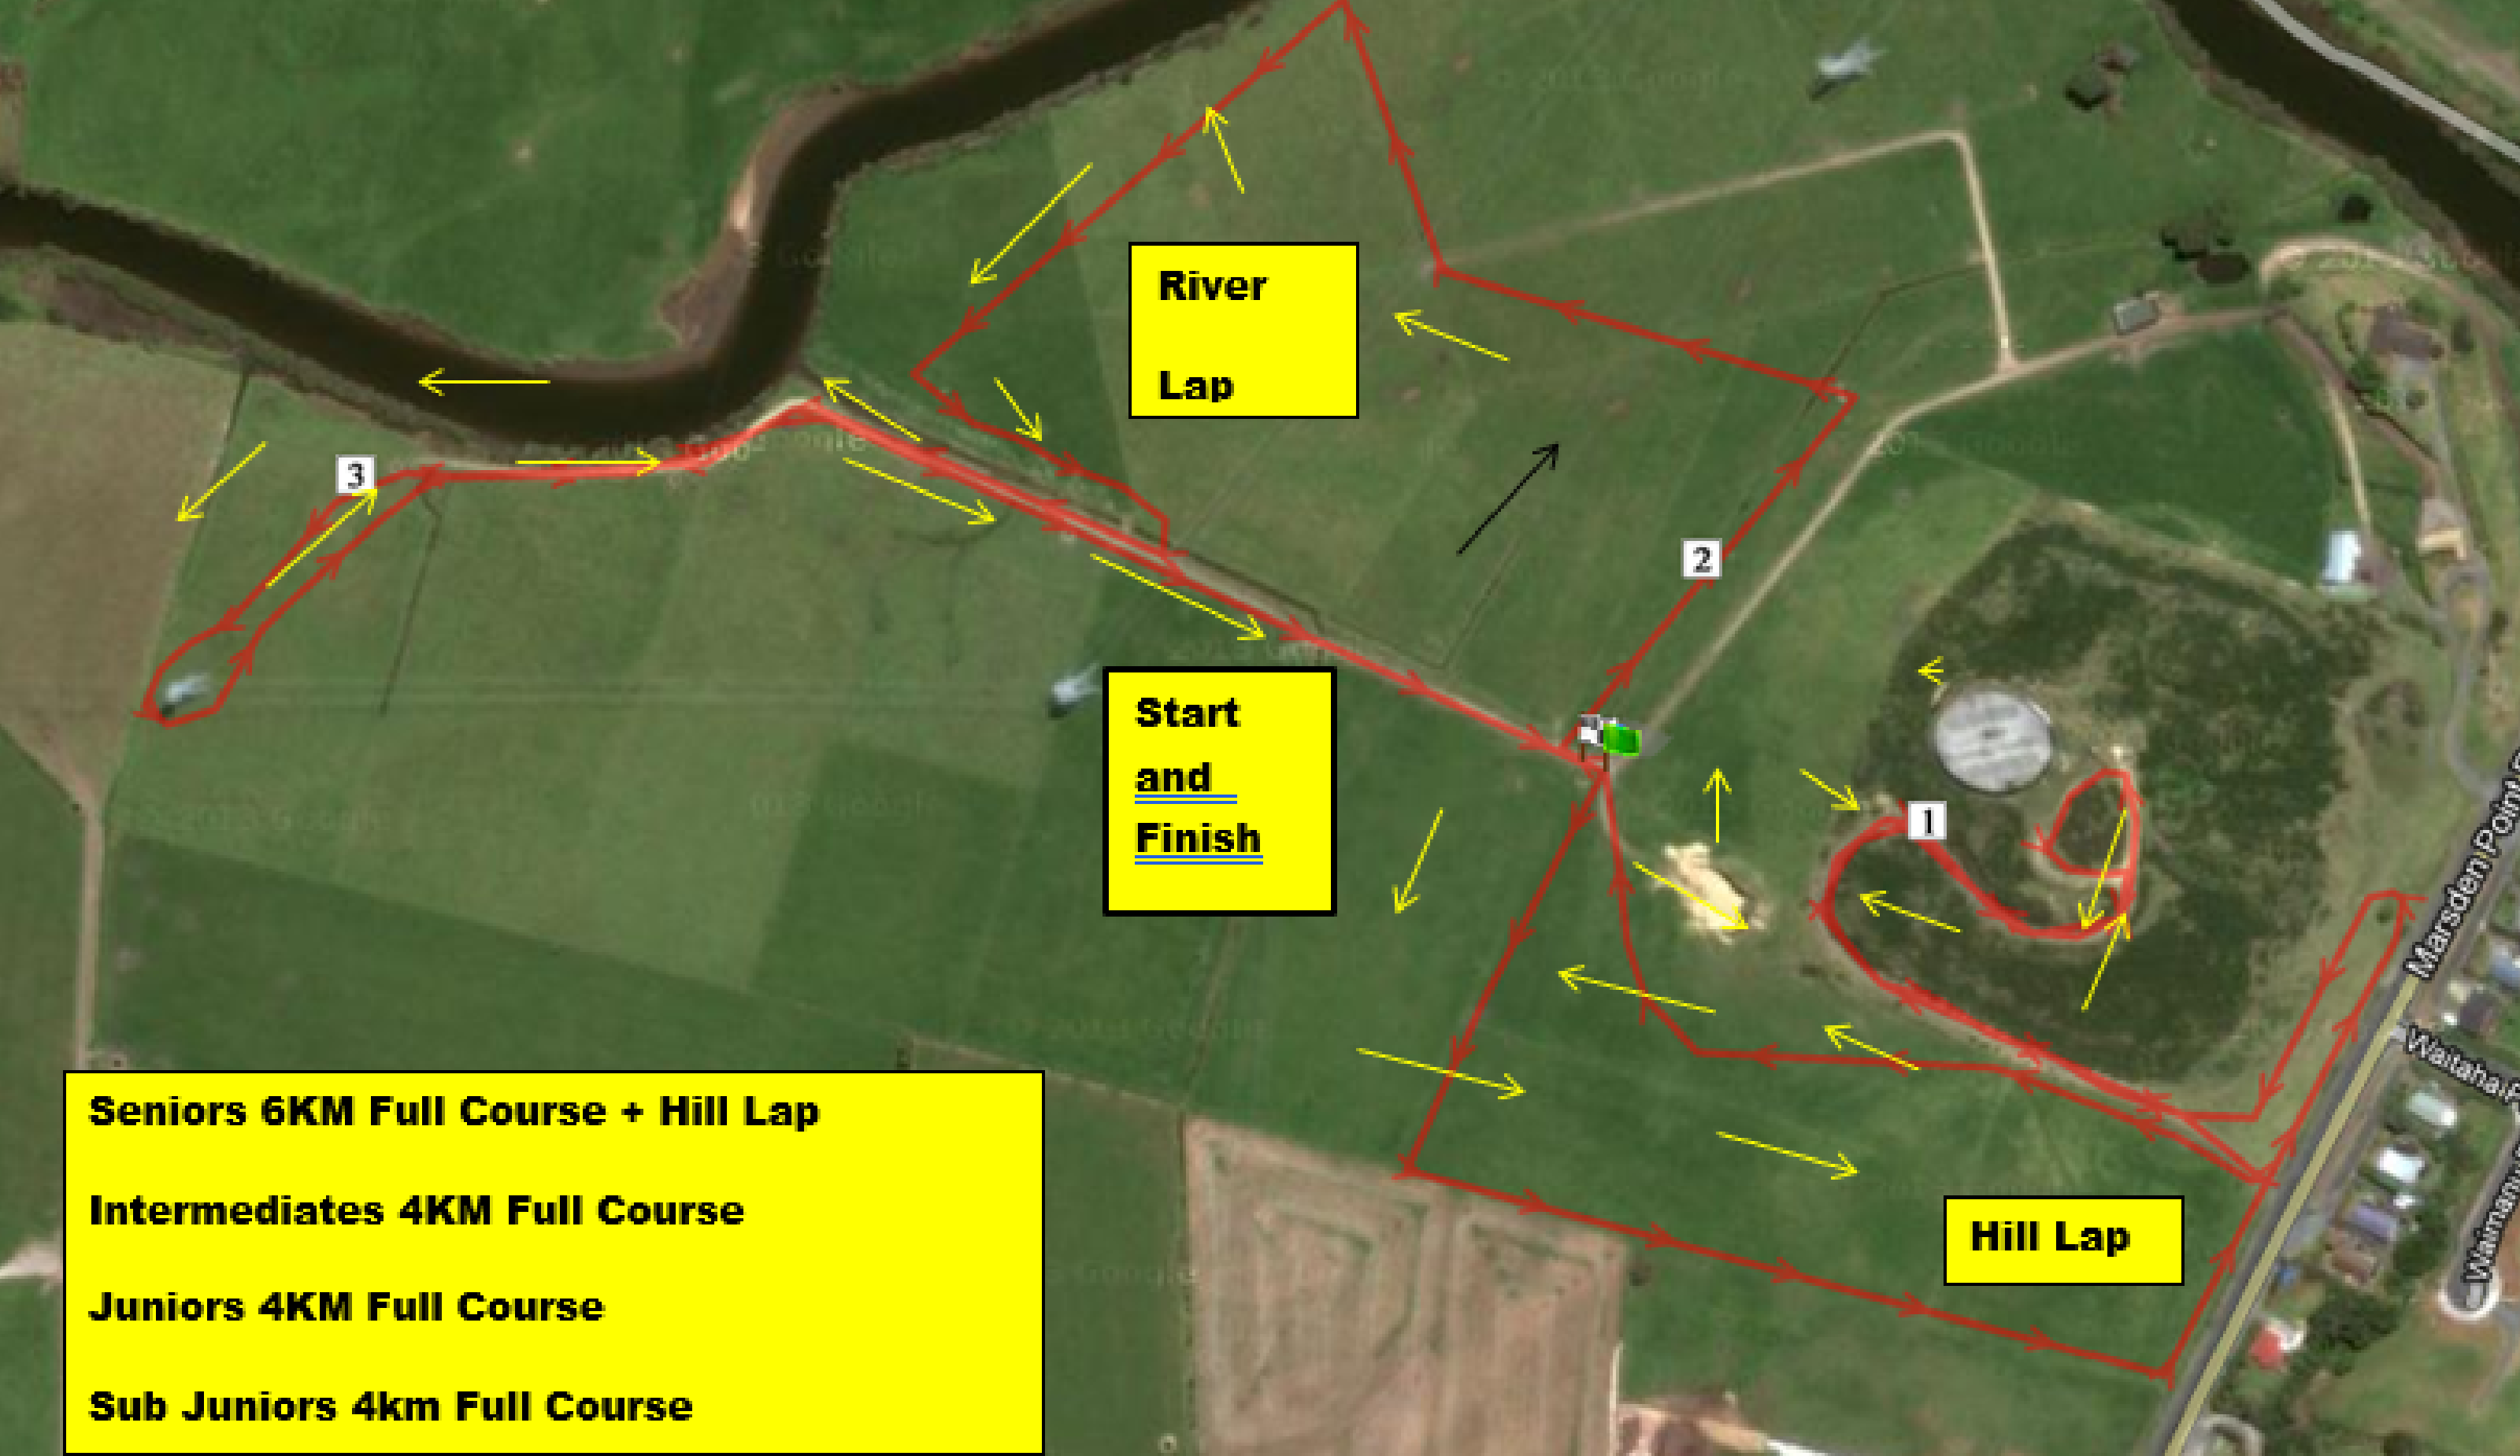 River
Lap
3
2
Start
and
Finish
1
Marsden Point
Seniors 6KM Full Course + Hill Lap
Intermediates 4KM Full Course
Juniors 4KM Full Course
Sub Juniors 4km Full Course
Hill Lap